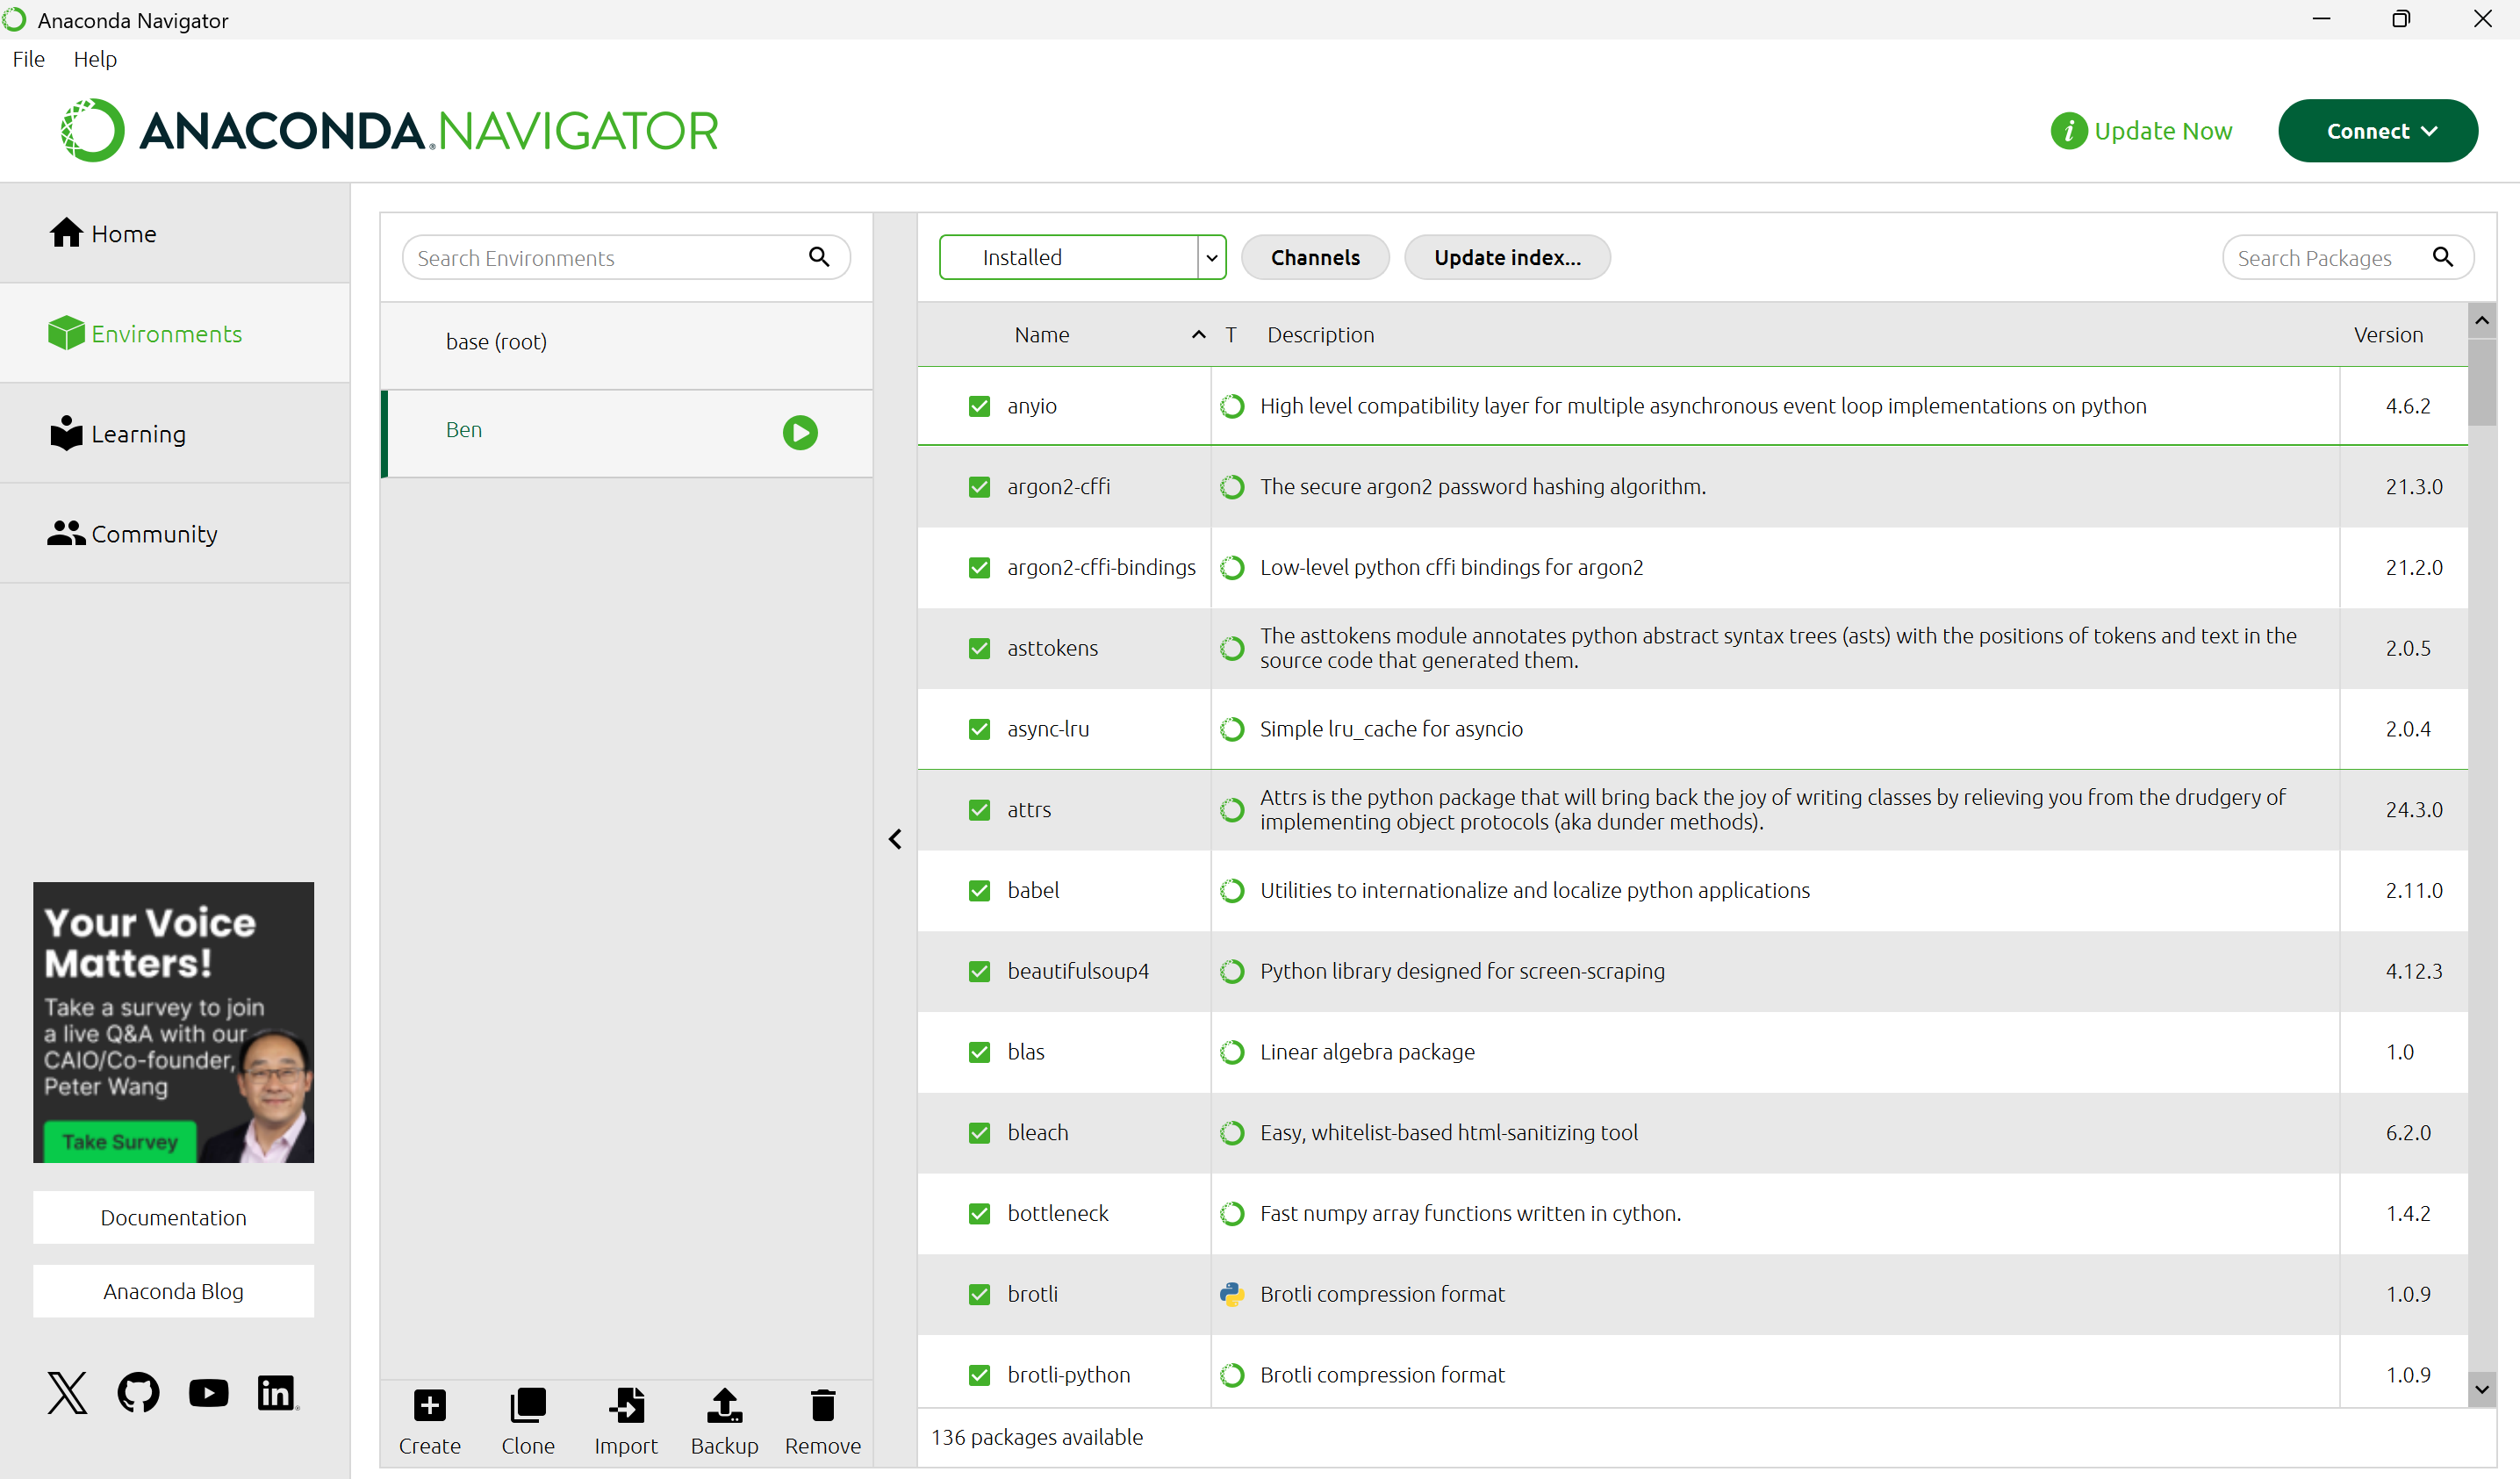 Anaconda Navigator
File Help
ANACONDA.NAVIGATOR
i Update Now
Connect
Home
Environments
Learning
Community
Your Voice
Matters!
Take a survey to join
a live Q&A with our
CAIO/Co-founder,
Peter Wang
Take Survey
Documentation
Anaconda Blog
Search Environments
base (root)
Ben
Create Clone Import Backup Remove
Installed Channels Update index... Search Packages
Name T Description Version
anyio High level compatibility layer for multiple asynchronous event loop implementations on python 4.6.2
argon2-cffi The secure argon2 password hashing algorithm. 21.3.0
argon2-cffi-bindings Low-level python cffi bindings for argon2 21.2.0
asttokens The asttokens module annotates python abstract syntax trees (asts) with the positions of tokens and text in the
source code that generated them. 2.0.5
async-lru Simple lru_cache for asyncio 2.0.4
attrs Attrs is the python package that will bring back the joy of writing classes by relieving you from the drudgery of
implementing object protocols (aka dunder methods). 24.3.0
babel Utilities to internationalize and localize python applications 2.11.0
beautifulsoup4 Python library designed for screen-scraping 4.12.3
blas Linear algebra package 1.0
bleach Easy, whitelist-based html-sanitizing tool 6.2.0
bottleneck Fast numpy array functions written in cython. 1.4.2
brotli Brotli compression format 1.0.9
brotli-python Brotli compression format 1.0.9
136 packages available